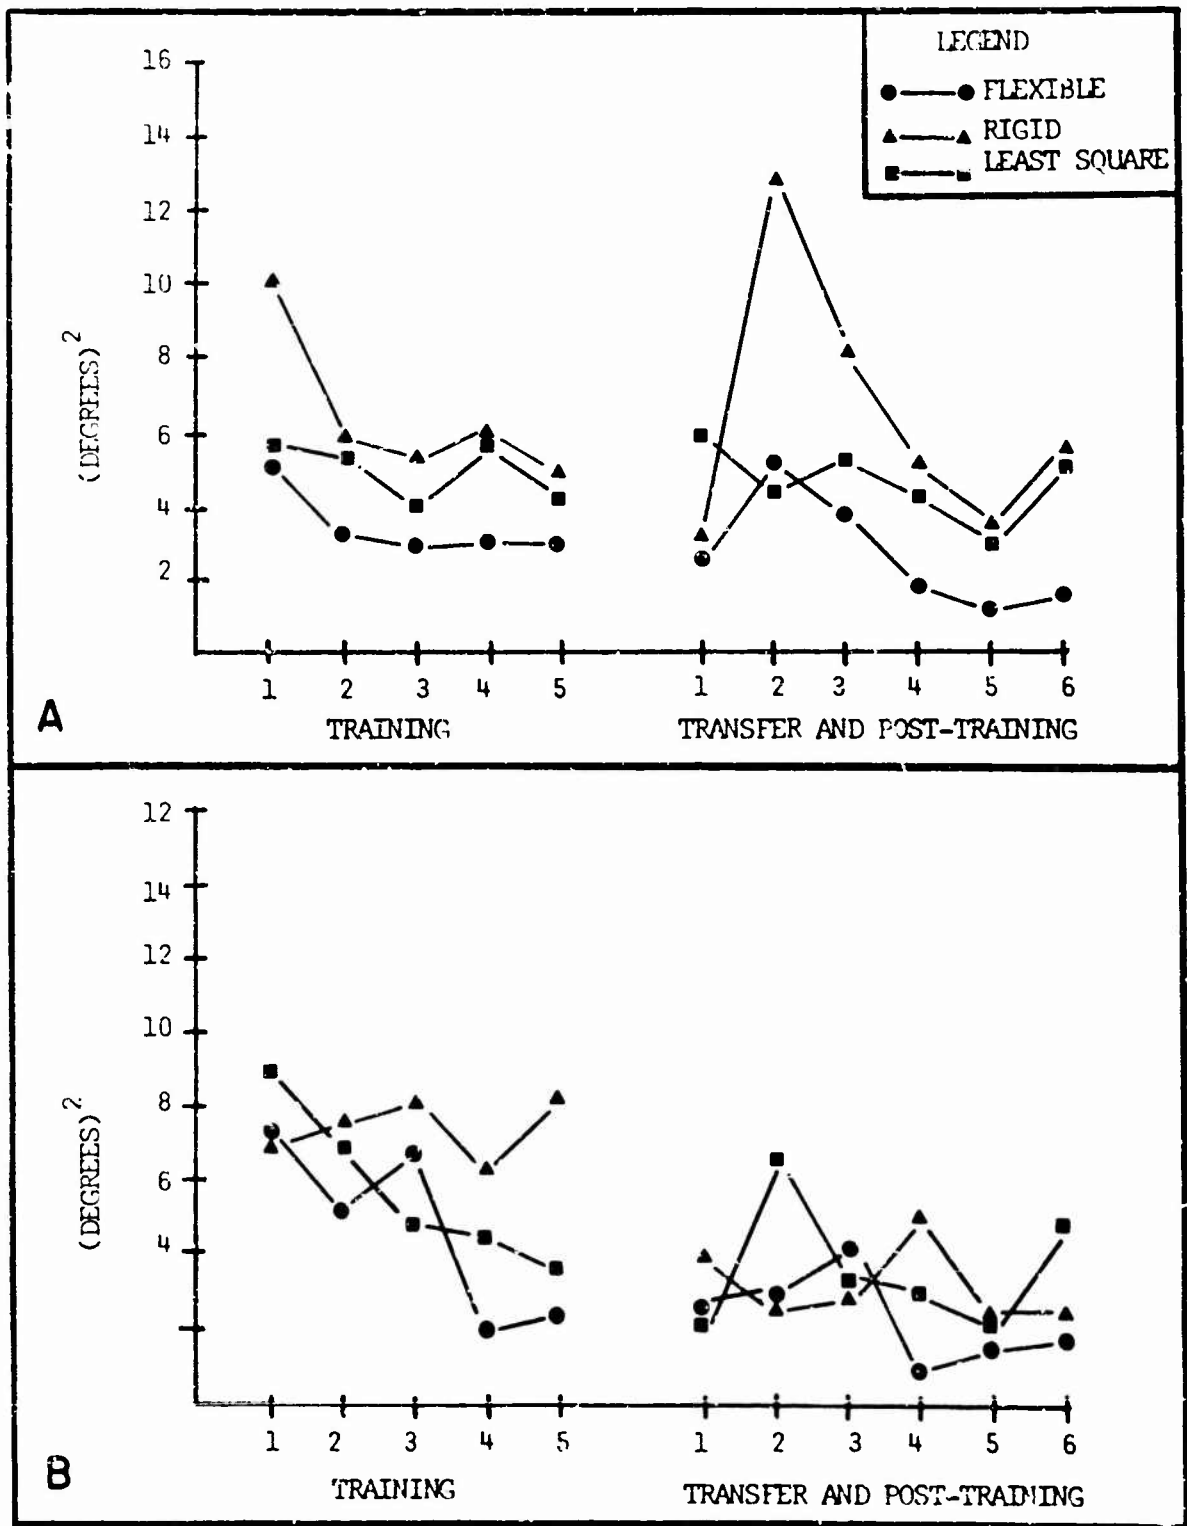 LEGEND
FLEXIBLE
RIGID
LEAST SQUARE
16
14
12
10
8
6
4
2
(DEGREES)2
1 2 3 4 5 1 2 3 4 5 6
A
TRAINING TRANSFER AND POST-TRAINING
12
14
12
10
8
6
4
(DEGREES)2
1 2 3 4 5 1 2 3 4 5 6
B
TRAINING TRANSFER AND POST-TRAINING